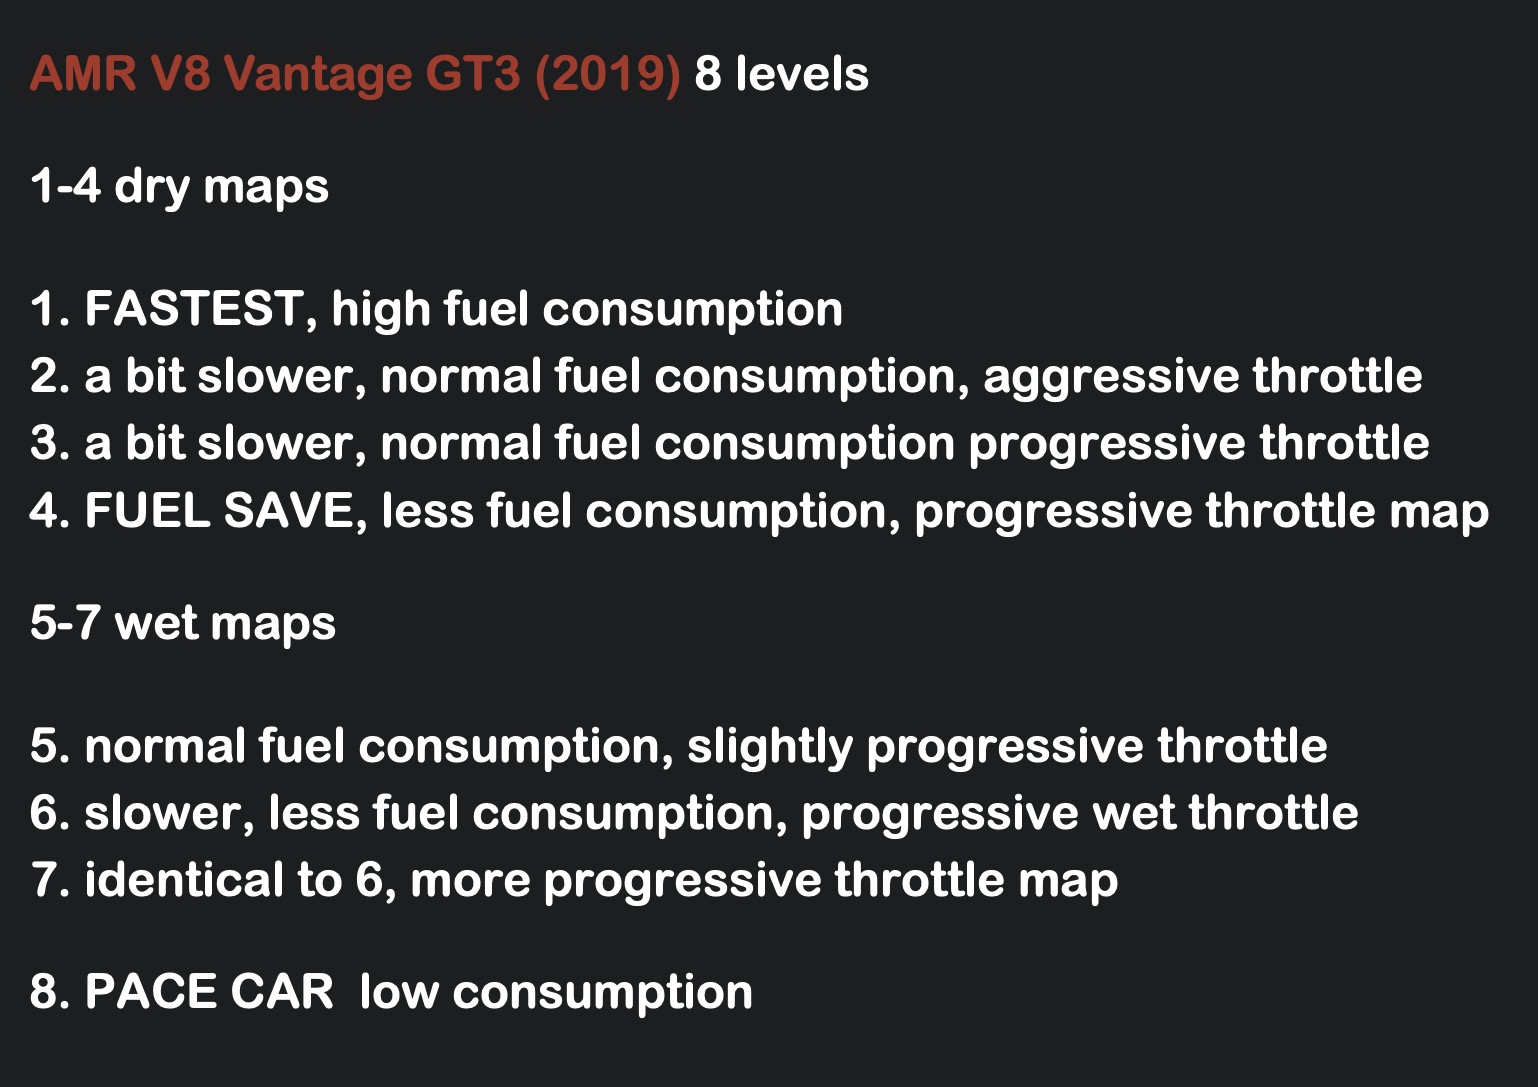 AMR V8 Vantage GT3 (2019) 8 levels
1-4 dry maps
1. FASTEST, high fuel consumption
2. a bit slower, normal fuel consumption, aggressive throttle
3. a bit slower, normal fuel consumption progressive throttle
4. FUEL SAVE, less fuel consumption, progressive throttle map
5-7 wet maps
5. normal fuel consumption, slightly progressive throttle
6. slower, less fuel consumption, progressive wet throttle
7. identical to 6, more progressive throttle map
8. PACE CAR  low consumption